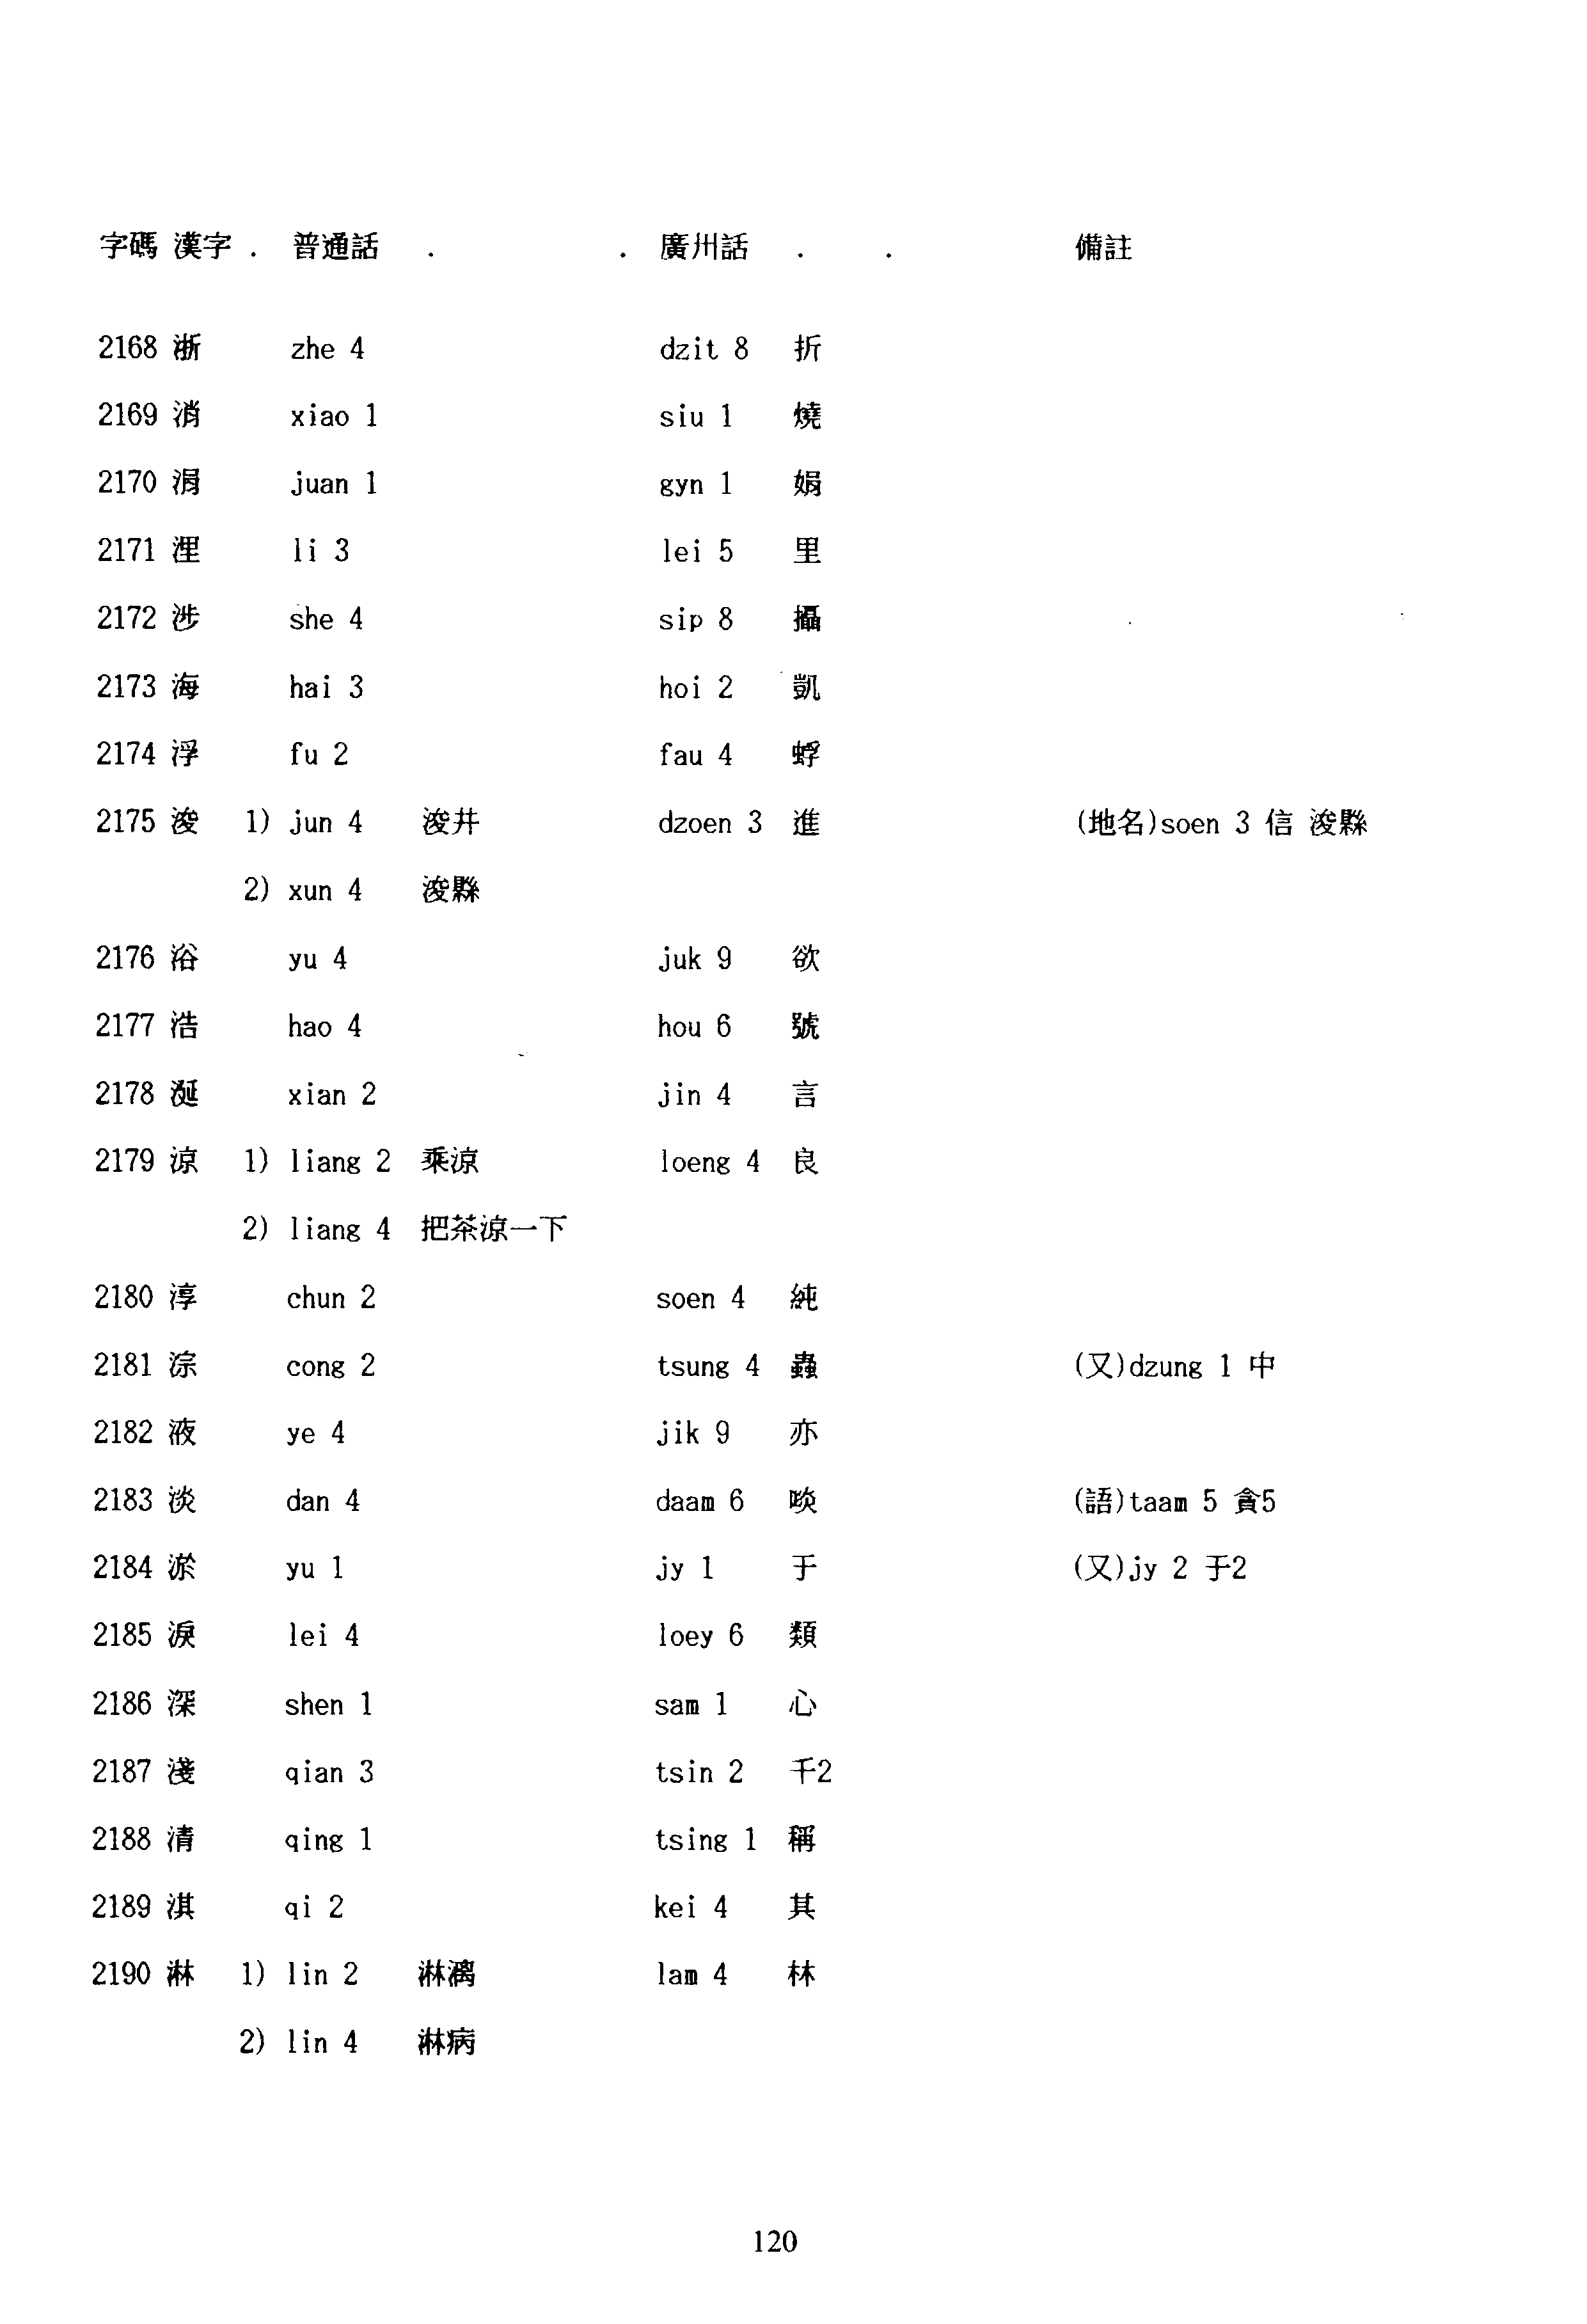 字碼 漢字 . 普通話 . . 廣州話 . . 備註
2168 浙 zhe 4 dzit 8 折
2169 消 xiao 1 siu 1 燒
2170 涓 juan 1 gyn 1 娟
2171 浬 li 3 lei 5 里
2172 涉 she 4 sip 8 攝
2173 海 hai 3 hoi 2 凱
2174 浮 fu 2 fau 4 蜉
2175 浚 1) jun 4 浚井 dzoen 3 進 (地名)soen 3 信 浚縣
2) xun 4 浚縣
2176 浴 yu 4 juk 9 欲
2177 浩 hao 4 hou 6 號
2178 涎 xian 2 jin 4 言
2179 涼 1) liang 2 乘涼 loeng 4 良
2) liang 4 把茶涼一下
2180 淳 chun 2 soen 4 純
2181 淙 cong 2 tsung 4 蟲 (又)dzung 1 中
2182 液 ye 4 jik 9 亦
2183 淡 dan 4 daam 6 啖 (語)taam 5 貪5
2184 淤 yu 1 jy 1 于 (又)jy 2 于2
2185 淚 lei 4 loey 6 類
2186 深 shen 1 sam 1 心
2187 淺 qian 3 tsin 2 千2
2188 清 qing 1 tsing 1 稱
2189 淇 qi 2 kei 4 其
2190 淋 1) lin 2 淋漓 lam 4 林
2) lin 4 淋病
120